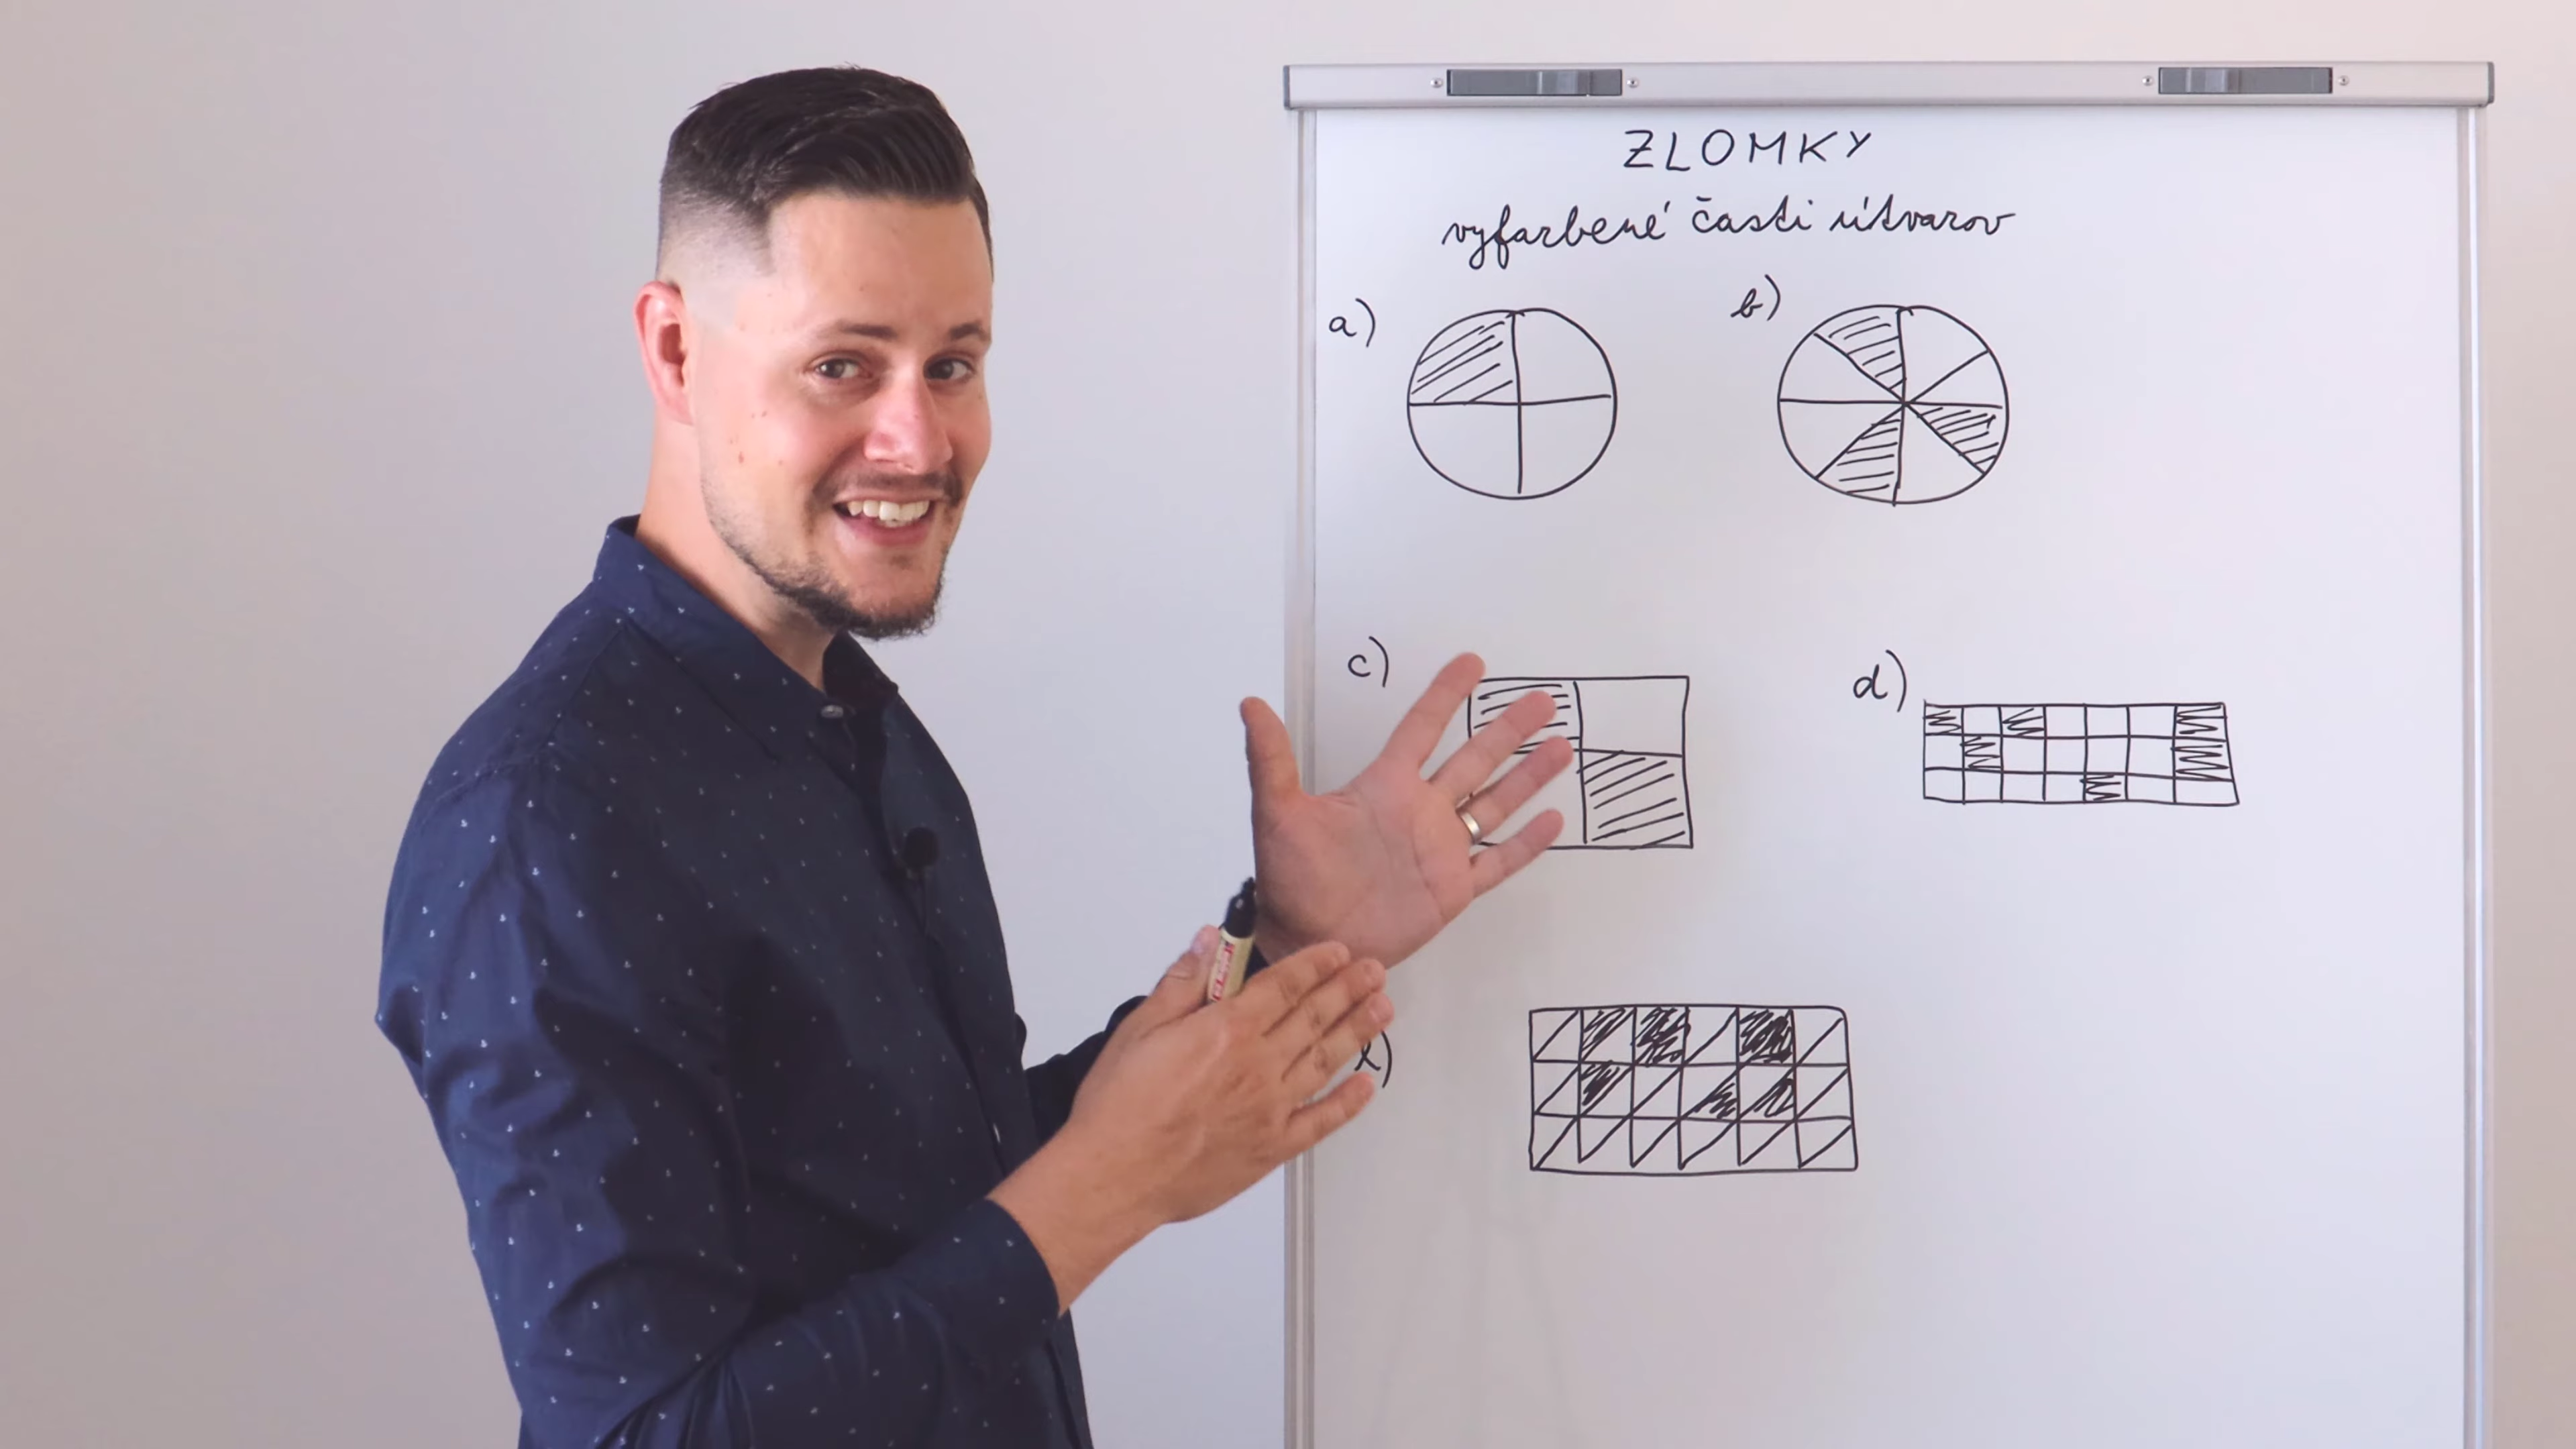 ZLOMKY
vyfarbené časti útvarov
a)
b)
c)
d)